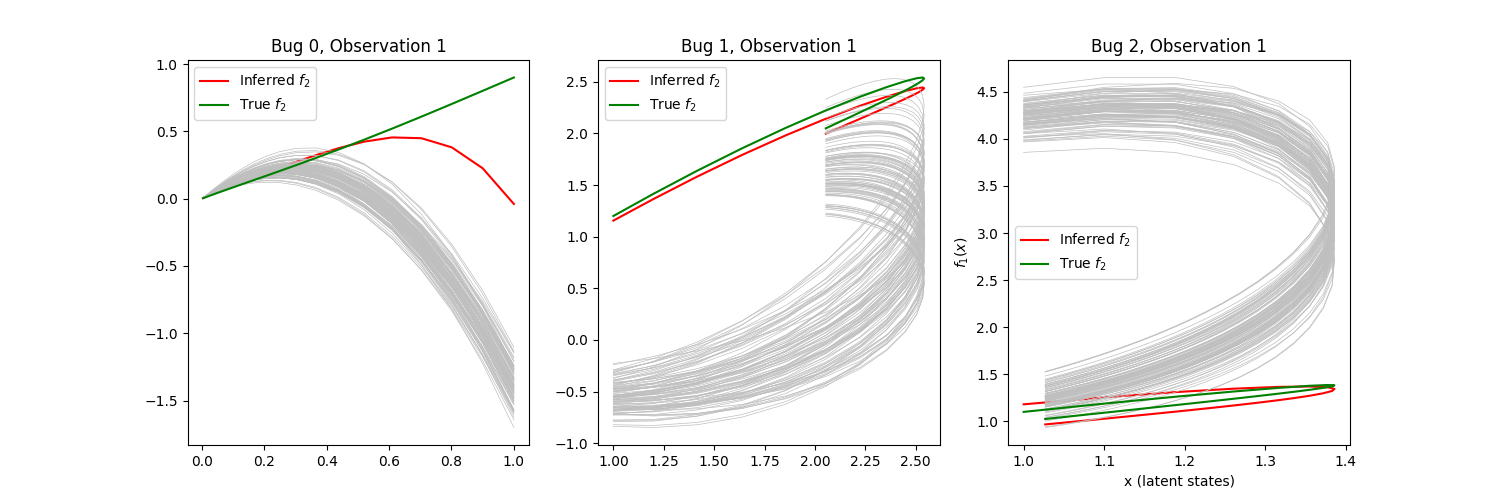 Bug 0, Observation 1
Inferred f₂
True f₂
1.0
0.5
0.0
−0.5
−1.0
−1.5
0.0 0.2 0.4 0.6 0.8 1.0
Bug 1, Observation 1
Inferred f₂
True f₂
2.5
2.0
1.5
1.0
0.5
0.0
−0.5
−1.0
1.00 1.25 1.50 1.75 2.00 2.25 2.50
Bug 2, Observation 1
Inferred f₂
True f₂
f₁(x)
4.5
4.0
3.5
3.0
2.5
2.0
1.5
1.0
1.0 1.1 1.2 1.3 1.4
x (latent states)